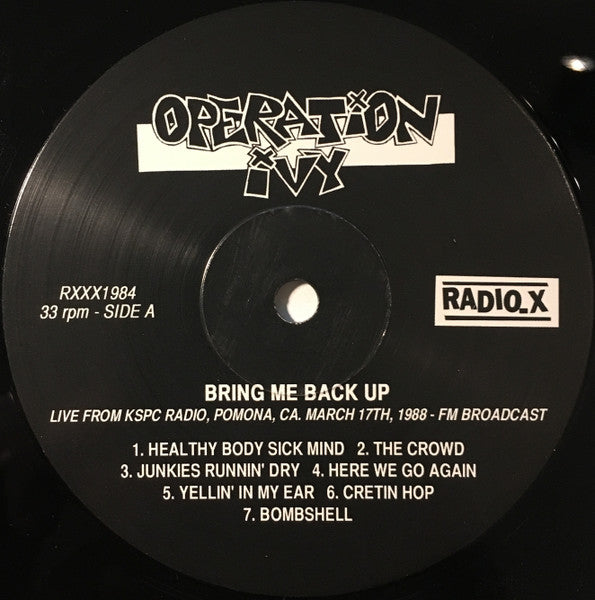 OPERATION
IVY
RXXX1984
33 rpm - SIDE A
RADIO_X
BRING ME BACK UP
LIVE FROM KSPC RADIO, POMONA, CA. MARCH 17TH, 1988 - FM BROADCAST
1. HEALTHY BODY SICK MIND 2. THE CROWD
3. JUNKIES RUNNIN' DRY 4. HERE WE GO AGAIN
5. YELLIN' IN MY EAR 6. CRETIN HOP
7. BOMBSHELL